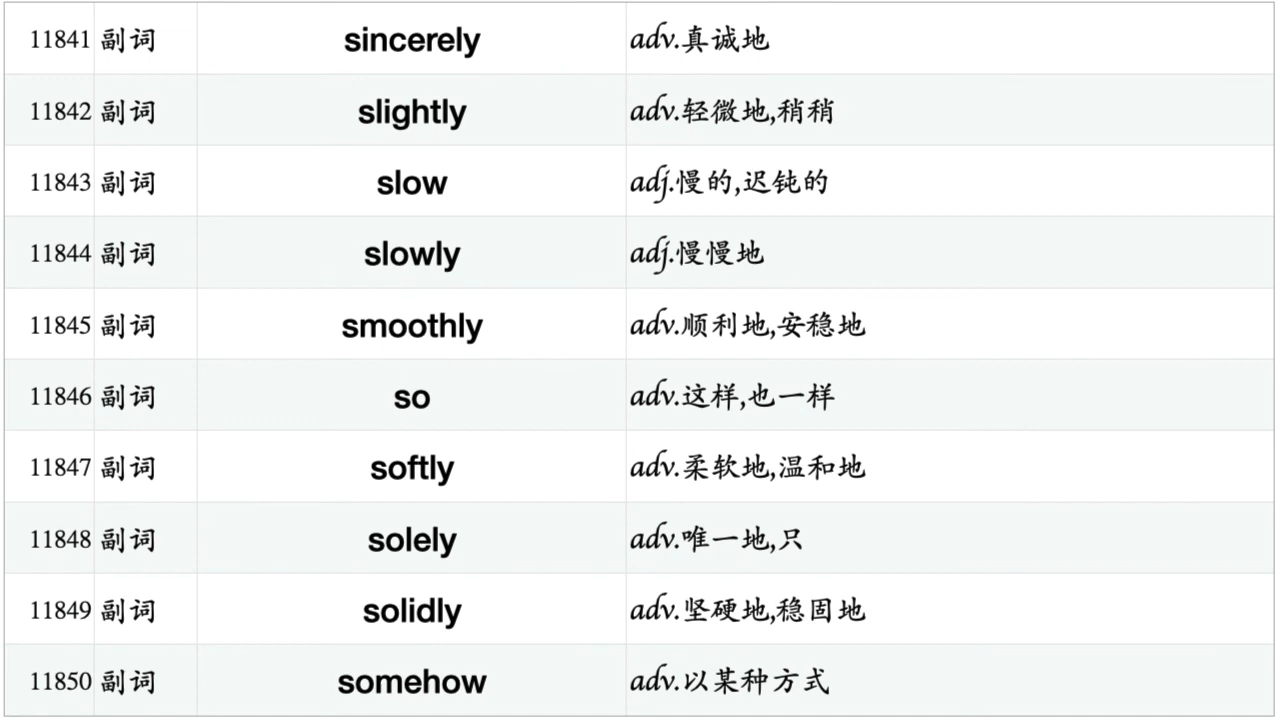 11841 副词 sincerely adv.真诚地
11842 副词 slightly adv.轻微地,稍稍
11843 副词 slow adj.慢的,迟钝的
11844 副词 slowly adj.慢慢地
11845 副词 smoothly adv.顺利地,安稳地
11846 副词 so adv.这样,也一样
11847 副词 softly adv.柔软地,温和地
11848 副词 solely adv.唯一地,只
11849 副词 solidly adv.坚硬地,稳固地
11850 副词 somehow adv.以某种方式